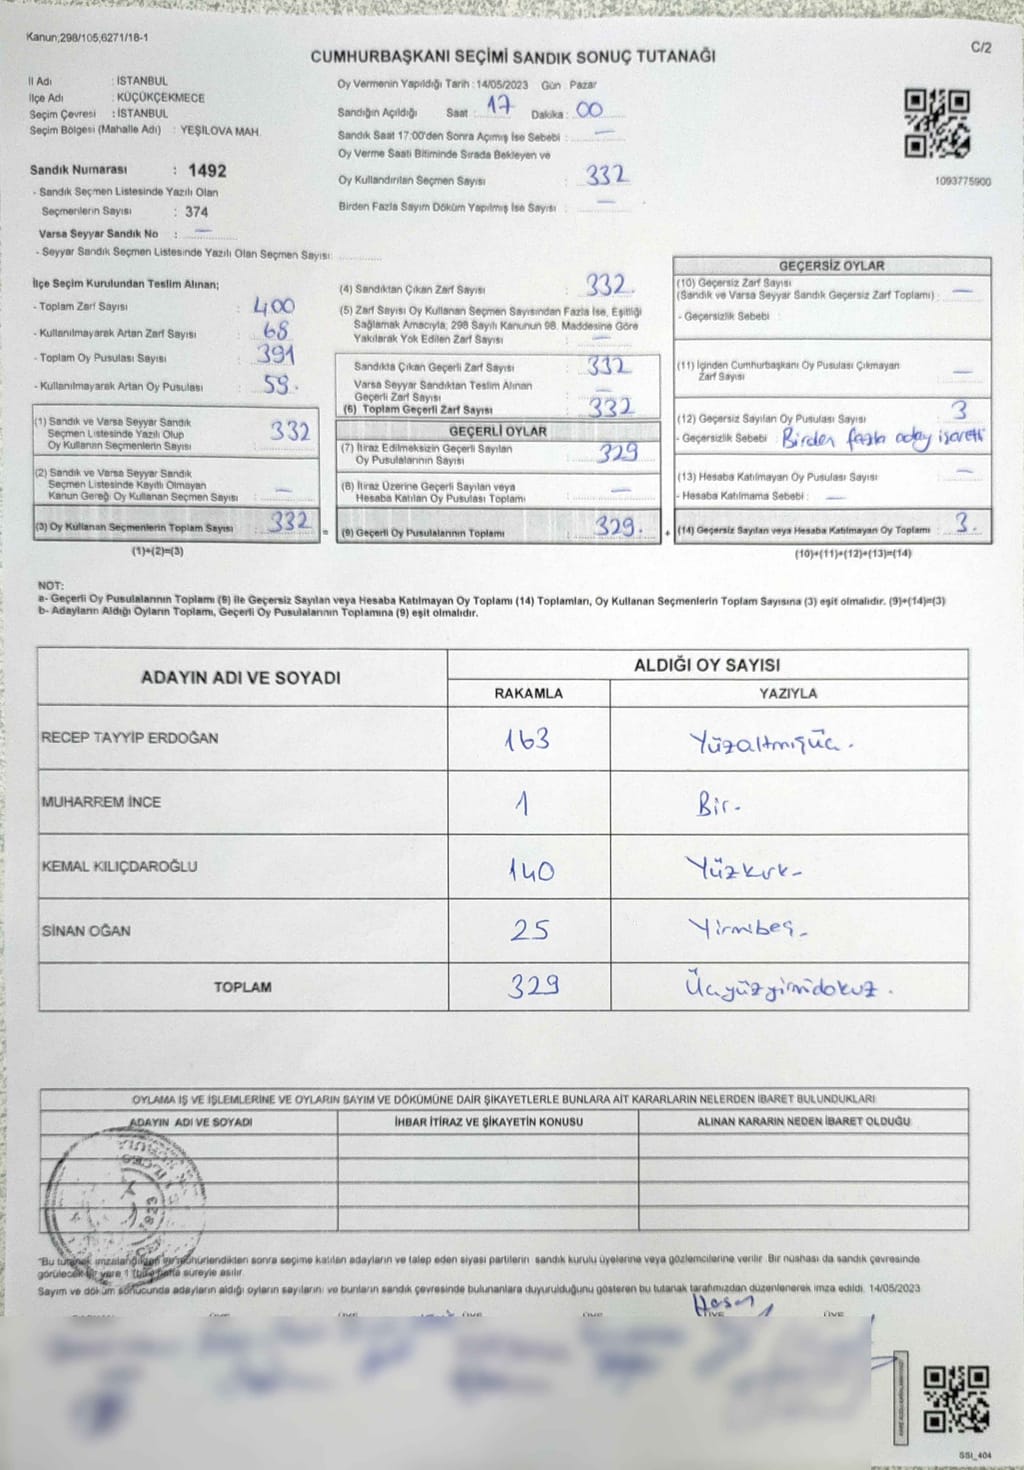 Kanun,298/105,6271/18-1
C/2
CUMHURBAŞKANI SEÇİMİ SANDIK SONUÇ TUTANAĞI
İl Adı : İSTANBUL
İlçe Adı : KÜÇÜKÇEKMECE
Seçim Çevresi : İSTANBUL
Seçim Bölgesi (Mahalle Adı) : YEŞİLOVA MAH.
Sandık Numarası : 1492
- Sandık Seçmen Listesinde Yazılı Olan
Seçmenlerin Sayısı : 374
Varsa Seyyar Sandık No : —
- Seyyar Sandık Seçmen Listesinde Yazılı Olan Seçmen Sayısı:
Oy Vermenin Yapıldığı Tarih : 14/05/2023 Gün : Pazar
Sandığın Açıldığı Saat : 17 Dakika : 00
Sandık Saat 17:00'den Sonra Açımış İse Sebebi : —
Oy Verme Saati Bitiminde Sırada Bekleyen ve
Oy Kullandırılan Seçmen Sayısı : 332
Birden Fazla Sayım Döküm Yapılmış İse Sayısı : —
1093775900
İlçe Seçim Kurulundan Teslim Alınan;
- Toplam Zarf Sayısı : 400
- Kullanılmayarak Artan Zarf Sayısı : 68
- Toplam Oy Pusulası Sayısı : 391
- Kullanılmayarak Artan Oy Pusulası : 59.
(1) Sandık ve Varsa Seyyar Sandık
Seçmen Listesinde Yazılı Olup
Oy Kullanan Seçmenlerin Sayısı : 332
(2) Sandık ve Varsa Seyyar Sandık
Seçmen Listesinde Kayıtlı Olmayan
Kanun Gereği Oy Kullanan Seçmen Sayısı : —
(3) Oy Kullanan Seçmenlerin Toplam Sayısı : 332
(1)+(2)=(3)
=
(4) Sandıktan Çıkan Zarf Sayısı : 332.
(5) Zarf Sayısı Oy Kullanan Seçmen Sayısından Fazla İse, Eşitliği
Sağlamak Amacıyla, 298 Sayılı Kanunun 98. Maddesine Göre
Yakılarak Yok Edilen Zarf Sayısı : —
Sandıkta Çıkan Geçerli Zarf Sayısı : 332
Varsa Seyyar Sandıktan Teslim Alınan
Geçerli Zarf Sayısı : —
(6) Toplam Geçerli Zarf Sayısı : 332
GEÇERLİ OYLAR
(7) İtiraz Edilmeksizin Geçerli Sayılan
Oy Pusulalarının Sayısı : 329
(8) İtiraz Üzerine Geçerli Sayılan veya
Hesaba Katılan Oy Pusulası Toplamı : —
(9) Geçerli Oy Pusulalarının Toplamı : 329.
+
GEÇERSİZ OYLAR
(10) Geçersiz Zarf Sayısı
(Sandık ve Varsa Seyyar Sandık Geçersiz Zarf Toplamı) : —
- Geçersizlik Sebebi :
(11) İçinden Cumhurbaşkanı Oy Pusulası Çıkmayan
Zarf Sayısı : —
(12) Geçersiz Sayılan Oy Pusulası Sayısı : 3
- Geçersizlik Sebebi : Birden fazla aday işareti
(13) Hesaba Katılmayan Oy Pusulası Sayısı : —
- Hesaba Katılmama Sebebi : —
(14) Geçersiz Sayılan veya Hesaba Katılmayan Oy Toplamı : 3.
(10)+(11)+(12)+(13)=(14)
NOT:
a- Geçerli Oy Pusulalarının Toplamı (9) ile Geçersiz Sayılan veya Hesaba Katılmayan Oy Toplamı (14) Toplamları, Oy Kullanan Seçmenlerin Toplam Sayısına (3) eşit olmalıdır. (9)+(14)=(3)
b- Adayların Aldığı Oyların Toplamı, Geçerli Oy Pusulalarının Toplamına (9) eşit olmalıdır.
ADAYIN ADI VE SOYADI
ALDIĞI OY SAYISI
RAKAMLA YAZIYLA
RECEP TAYYİP ERDOĞAN 163 Yüzaltmışüç.
MUHARREM İNCE 1 Bir-
KEMAL KILIÇDAROĞLU 140 Yüzkırk-
SİNAN OĞAN 25 Yirmibeş-
TOPLAM 329 Üçyüzyirmidokuz.
OYLAMA İŞ VE İŞLEMLERİNE VE OYLARIN SAYIM VE DÖKÜMÜNE DAİR ŞİKAYETLERLE BUNLARA AİT KARARLARIN NELERDEN İBARET BULUNDUKLARI
ADAYIN ADI VE SOYADI İHBAR İTİRAZ VE ŞİKAYETİN KONUSU ALINAN KARARIN NEDEN İBARET OLDUĞU
"Bu tutanak imzalandıktan ve mühürlendikten sonra seçime katılan adayların ve talep eden siyasi partilerin sandık kurulu üyelerine veya gözlemcilerine verilir. Bir nüshası da sandık çevresinde
görülecek bir yere 1 (bir) hafta süreyle asılır.
Sayım ve döküm sonucunda adayların aldığı oyların sayılarını ve bunların sandık çevresinde bulunanlara duyurulduğunu gösteren bu tutanak tarafımızdan düzenlenerek imza edildi. 14/05/2023
Hasan
ÜYE ÜYE ÜYE ÜYE ÜYE
SSI_404